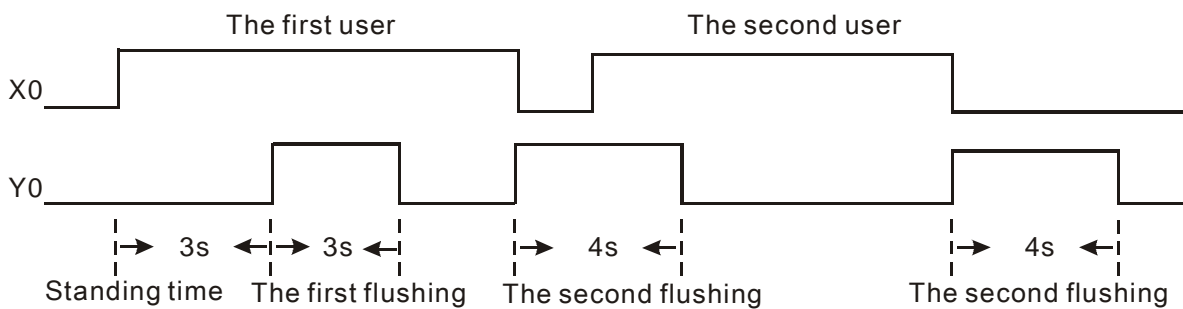 The first user The second user
X0
Y0
3s 3s 4s 4s
Standing time The first flushing The second flushing The second flushing